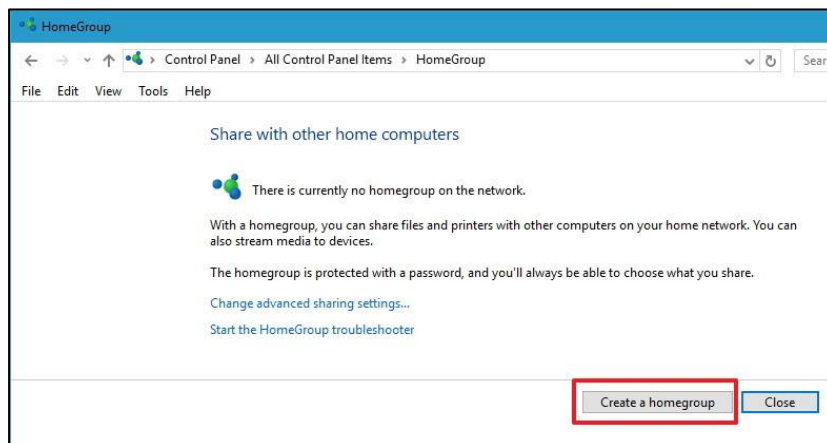 HomeGroup
Control Panel > All Control Panel Items > HomeGroup
Sear
File Edit View Tools Help
Share with other home computers
There is currently no homegroup on the network.
With a homegroup, you can share files and printers with other computers on your home network. You can
also stream media to devices.
The homegroup is protected with a password, and you'll always be able to choose what you share.
Change advanced sharing settings...
Start the HomeGroup troubleshooter
Create a homegroup Close